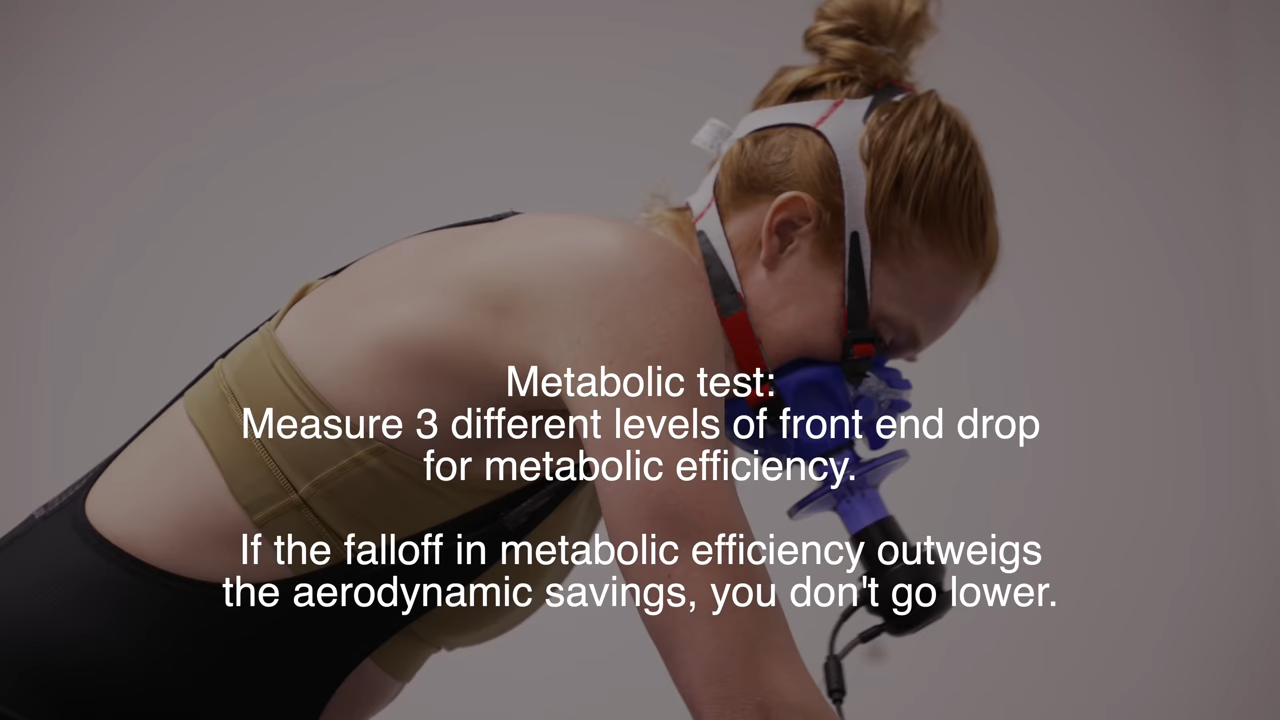 Metabolic test:
Measure 3 different levels of front end drop
for metabolic efficiency.
If the falloff in metabolic efficiency outweigs
the aerodynamic savings, you don't go lower.